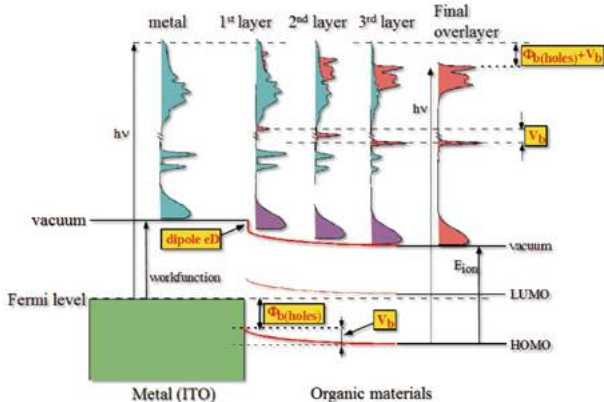 metal
1st layer
2nd layer
3rd layer
Final
overlayer
Φb(holes)+Vb
hν
hν
Vb
vacuum
dipole eD
vacuum
workfunction
Eion
LUMO
Fermi level
Φb(holes)
Vb
HOMO
Metal (ITO)
Organic materials